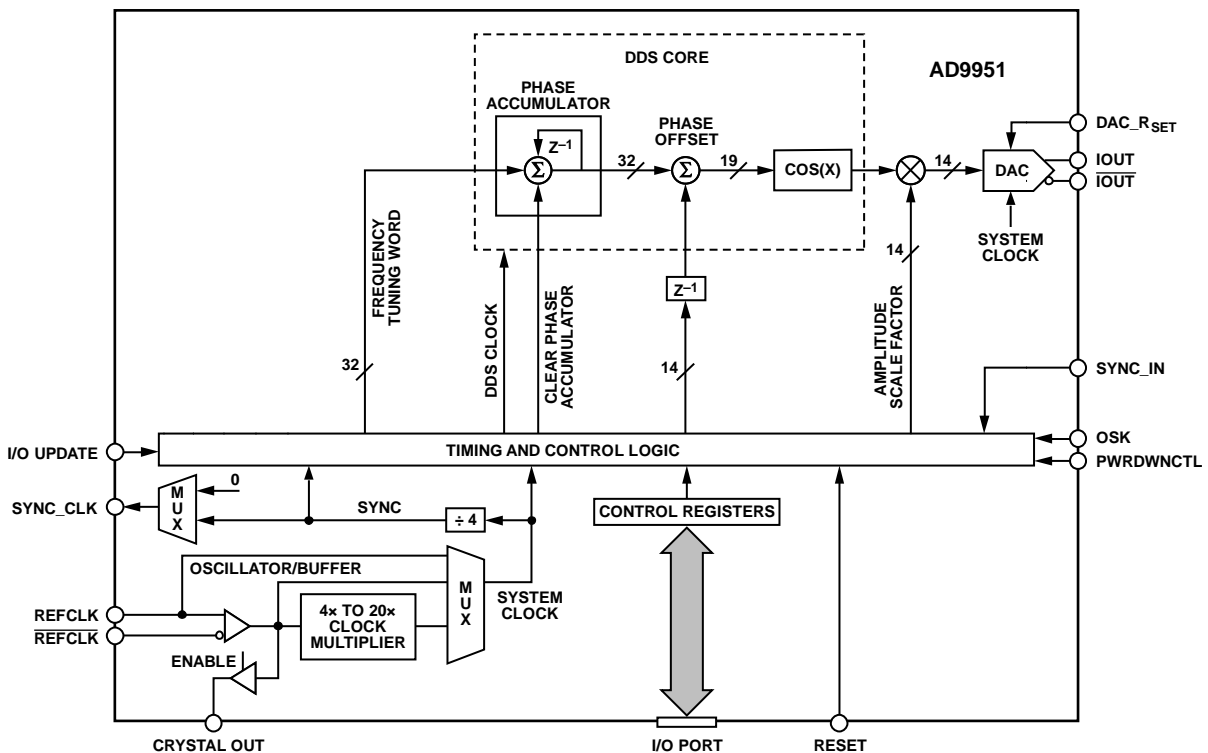 DDS CORE
AD9951
PHASE
ACCUMULATOR
PHASE
OFFSET
DAC_RSET
Z–1
32
19
14
Σ
Σ
COS(X)
DAC
IOUT
IOUT
SYSTEM
CLOCK
FREQUENCY
TUNING WORD
DDS CLOCK
CLEAR PHASE
ACCUMULATOR
Z–1
AMPLITUDE
SCALE FACTOR
14
32
14
SYNC_IN
I/O UPDATE
TIMING AND CONTROL LOGIC
OSK
PWRDWNCTL
SYNC_CLK
MUX
0
SYNC
÷ 4
CONTROL REGISTERS
OSCILLATOR/BUFFER
REFCLK
REFCLK
4× TO 20×
CLOCK
MULTIPLIER
MUX
SYSTEM
CLOCK
ENABLE
CRYSTAL OUT
I/O PORT
RESET